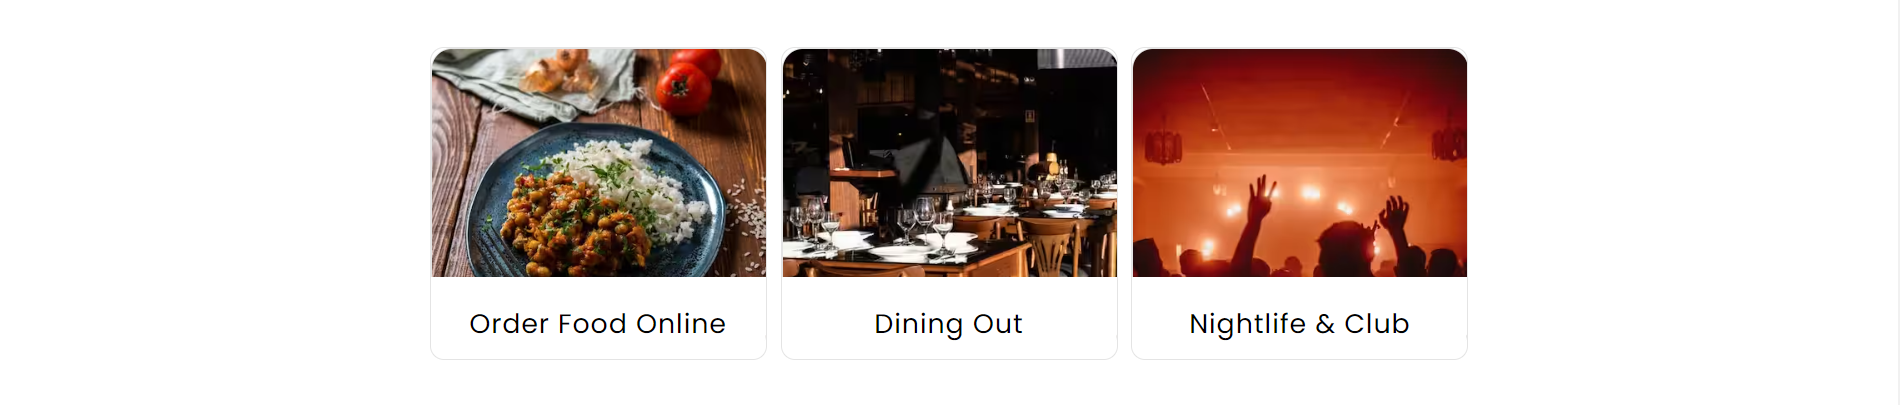 Order Food Online
Dining Out
Nightlife & Club